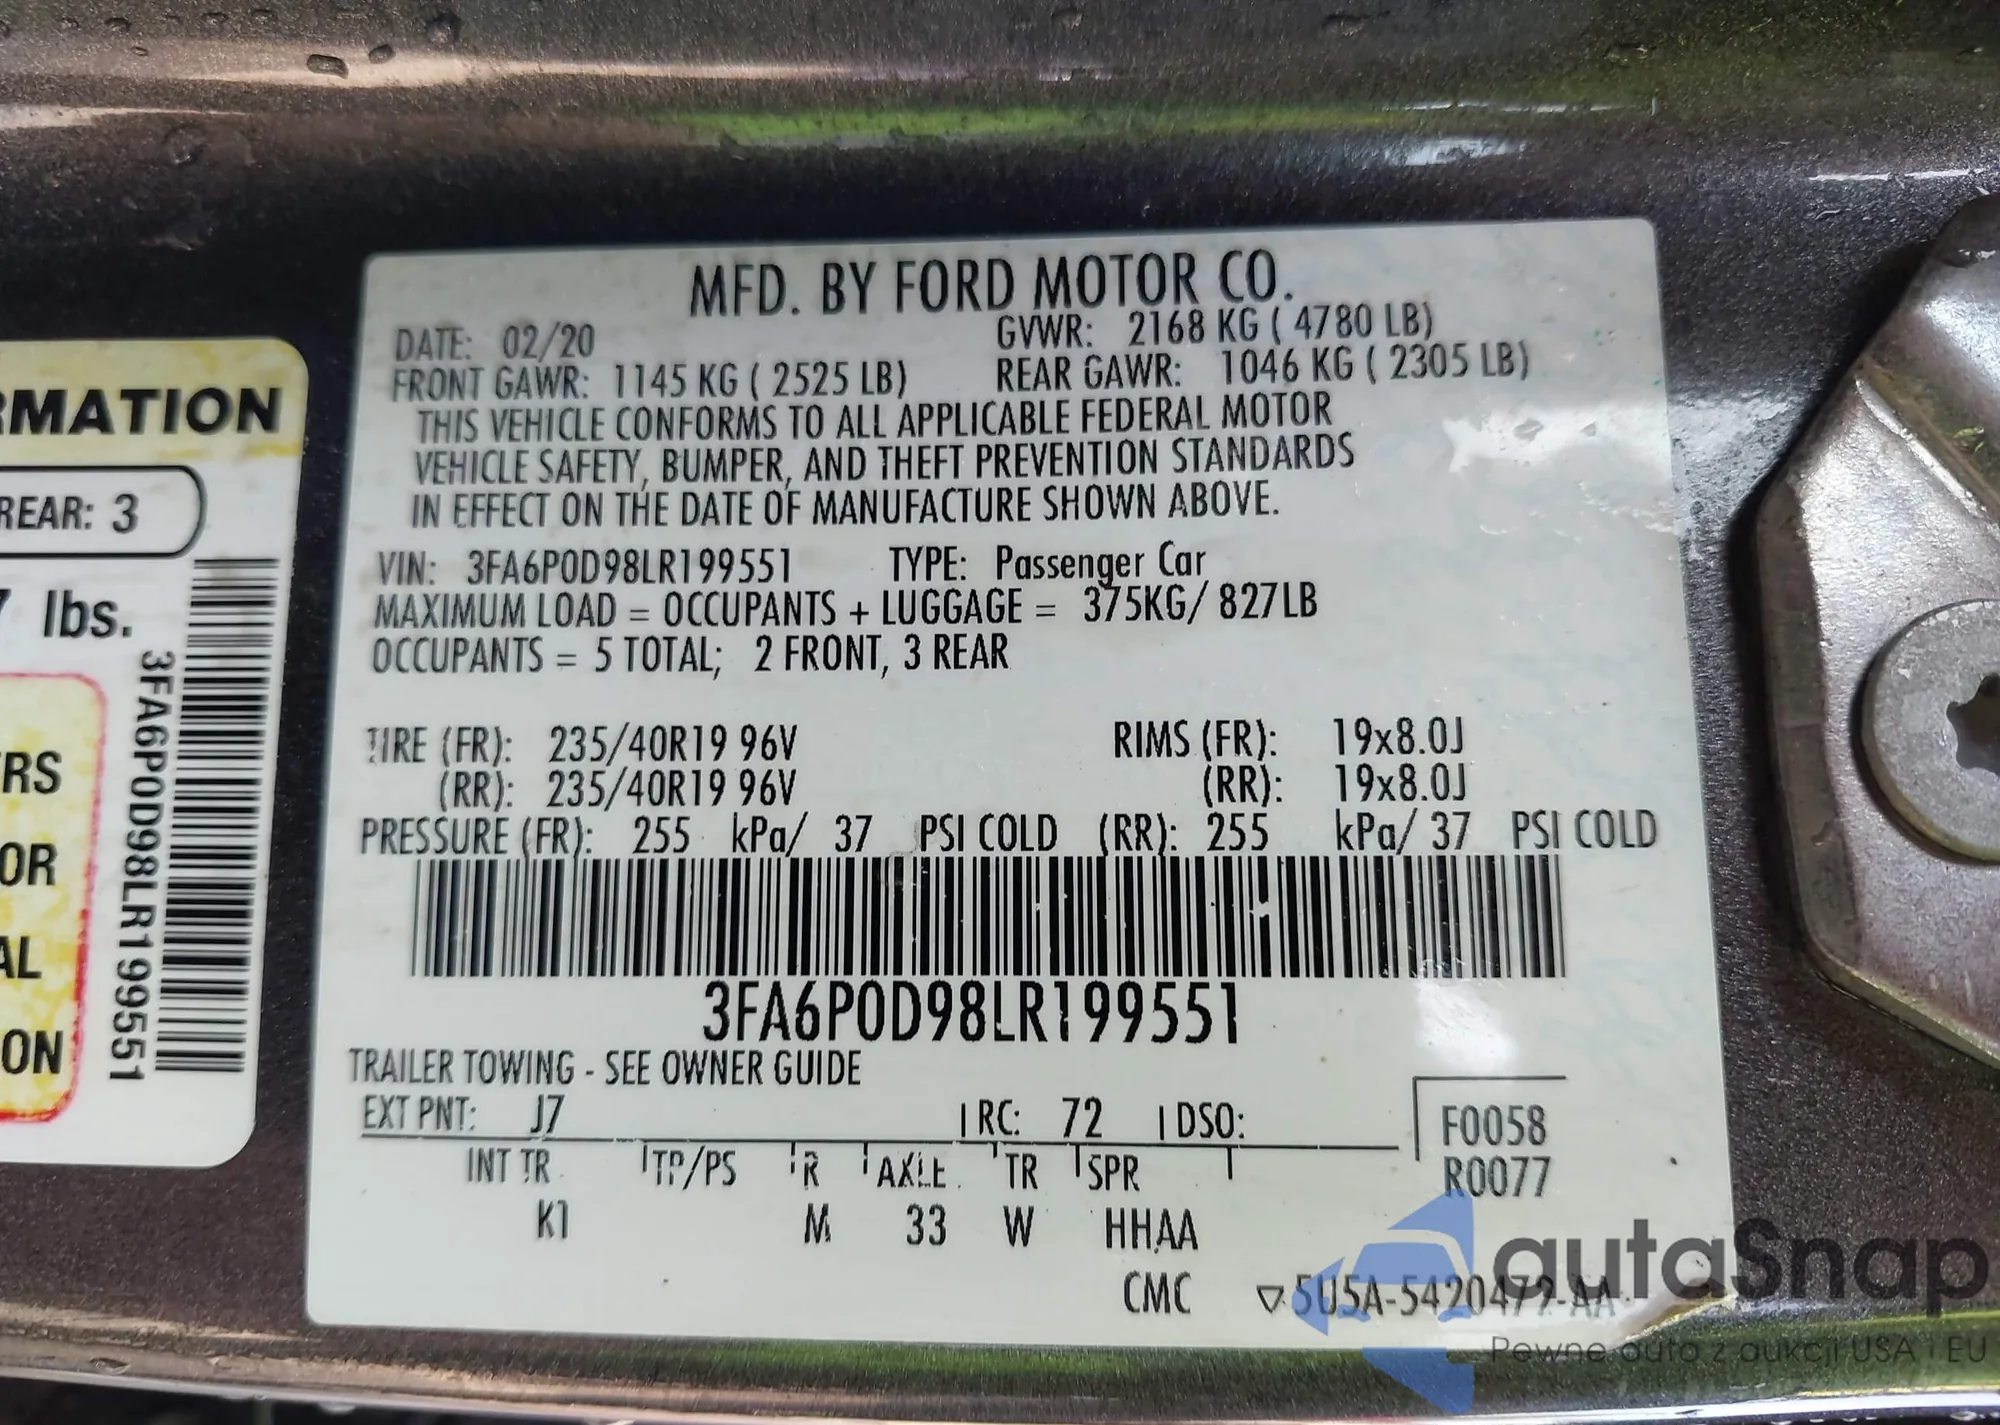 RMATION
REAR: 3
7 lbs.
3FA6P0D98LR199551
ERS
OR
AL
ON
MFD. BY FORD MOTOR CO.
DATE: 02/20 GVWR: 2168 KG ( 4780 LB)
FRONT GAWR: 1145 KG ( 2525 LB) REAR GAWR: 1046 KG ( 2305 LB)
THIS VEHICLE CONFORMS TO ALL APPLICABLE FEDERAL MOTOR
VEHICLE SAFETY, BUMPER, AND THEFT PREVENTION STANDARDS
IN EFFECT ON THE DATE OF MANUFACTURE SHOWN ABOVE.
VIN: 3FA6P0D98LR199551 TYPE: Passenger Car
MAXIMUM LOAD = OCCUPANTS + LUGGAGE = 375KG/ 827LB
OCCUPANTS = 5 TOTAL; 2 FRONT, 3 REAR
TIRE (FR): 235/40R19 96V RIMS (FR): 19x8.0J
(RR): 235/40R19 96V (RR): 19x8.0J
PRESSURE (FR): 255 kPa/ 37 PSI COLD (RR): 255 kPa/ 37 PSI COLD
3FA6P0D98LR199551
TRAILER TOWING - SEE OWNER GUIDE
EXT PNT: J7 RC: 72 DSO: F0058
INT TR TP/PS R AXLE TR SPR R0077
K1 M 33 W HHAA
CMC ▽5U5A-5420472-AA
autaSnap
Pewne auto z aukcji USA i EU